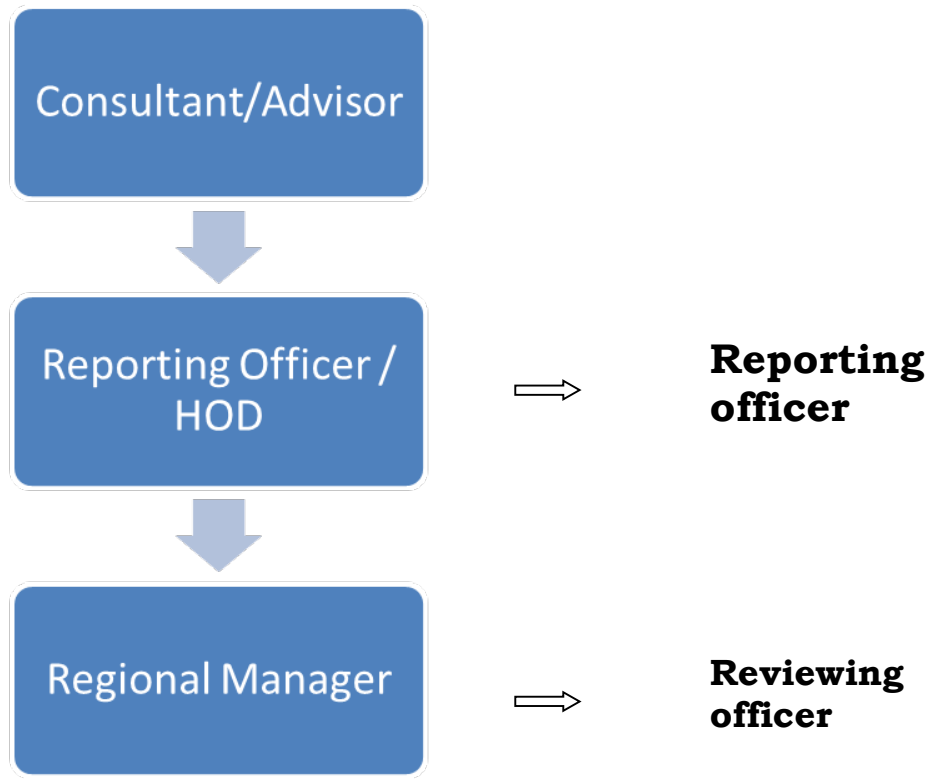 Consultant/Advisor
Reporting Officer /
HOD
Reporting
officer
Regional Manager
Reviewing
officer